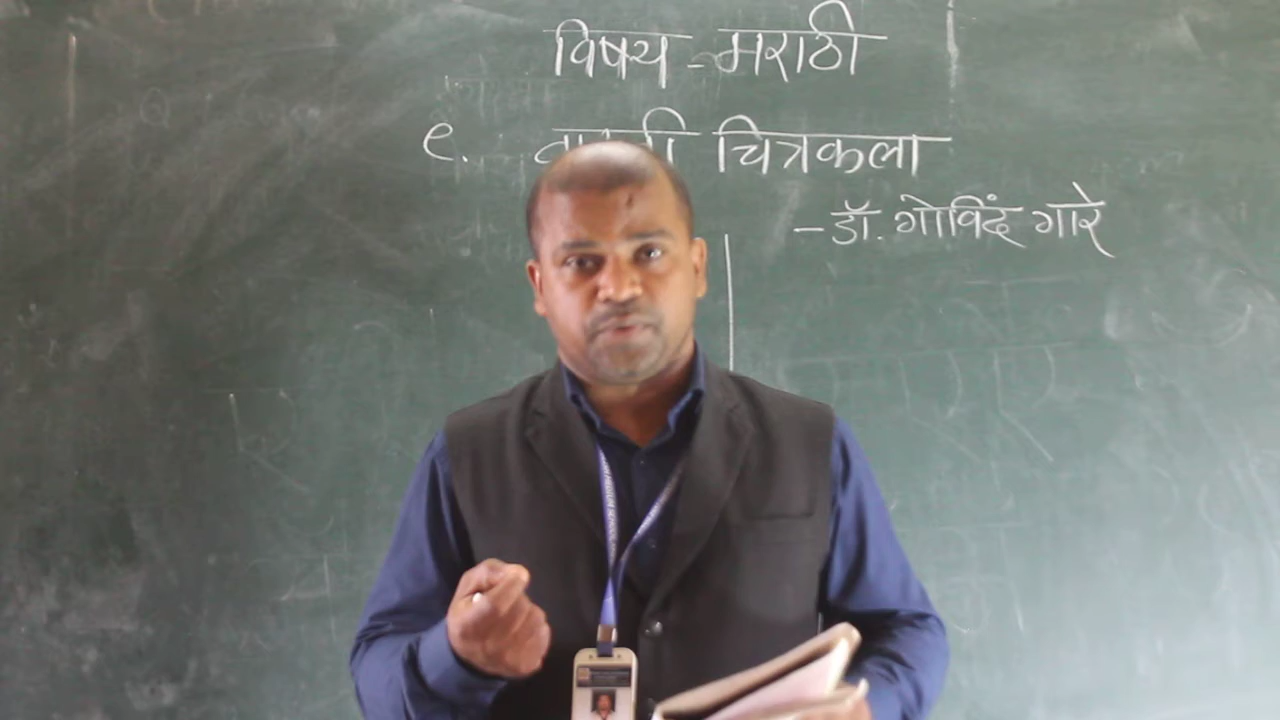 विषय - मराठी
९. चित्रकला
- डॉ. गोविंद गारे